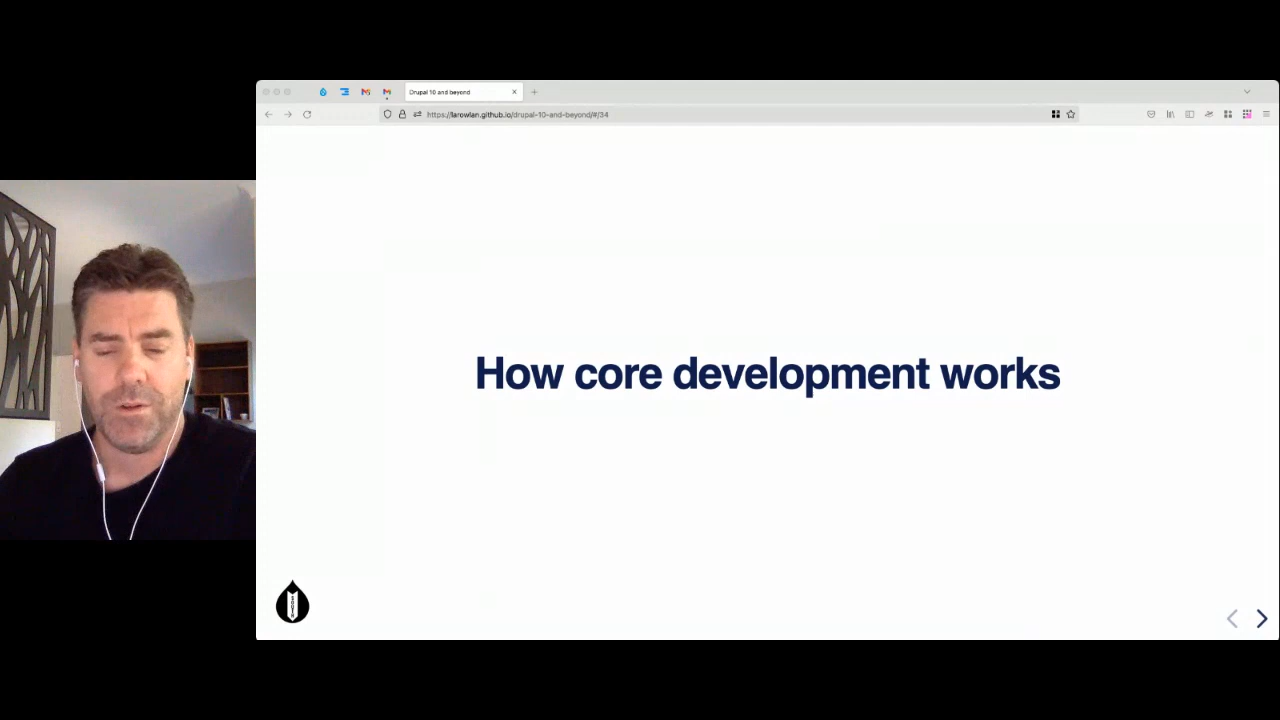 Drupal 10 and beyond
https://larowlan.github.io/drupal-10-and-beyond/#/34
How core development works